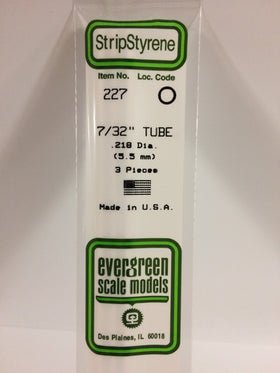 StripStyrene
Item No. Loc. Code
227 O
7/32" TUBE
.218 Dia.
(5.5 mm)
3 Pieces
Made in U.S.A.
evergreen
scale models
Des Plaines, IL 60018